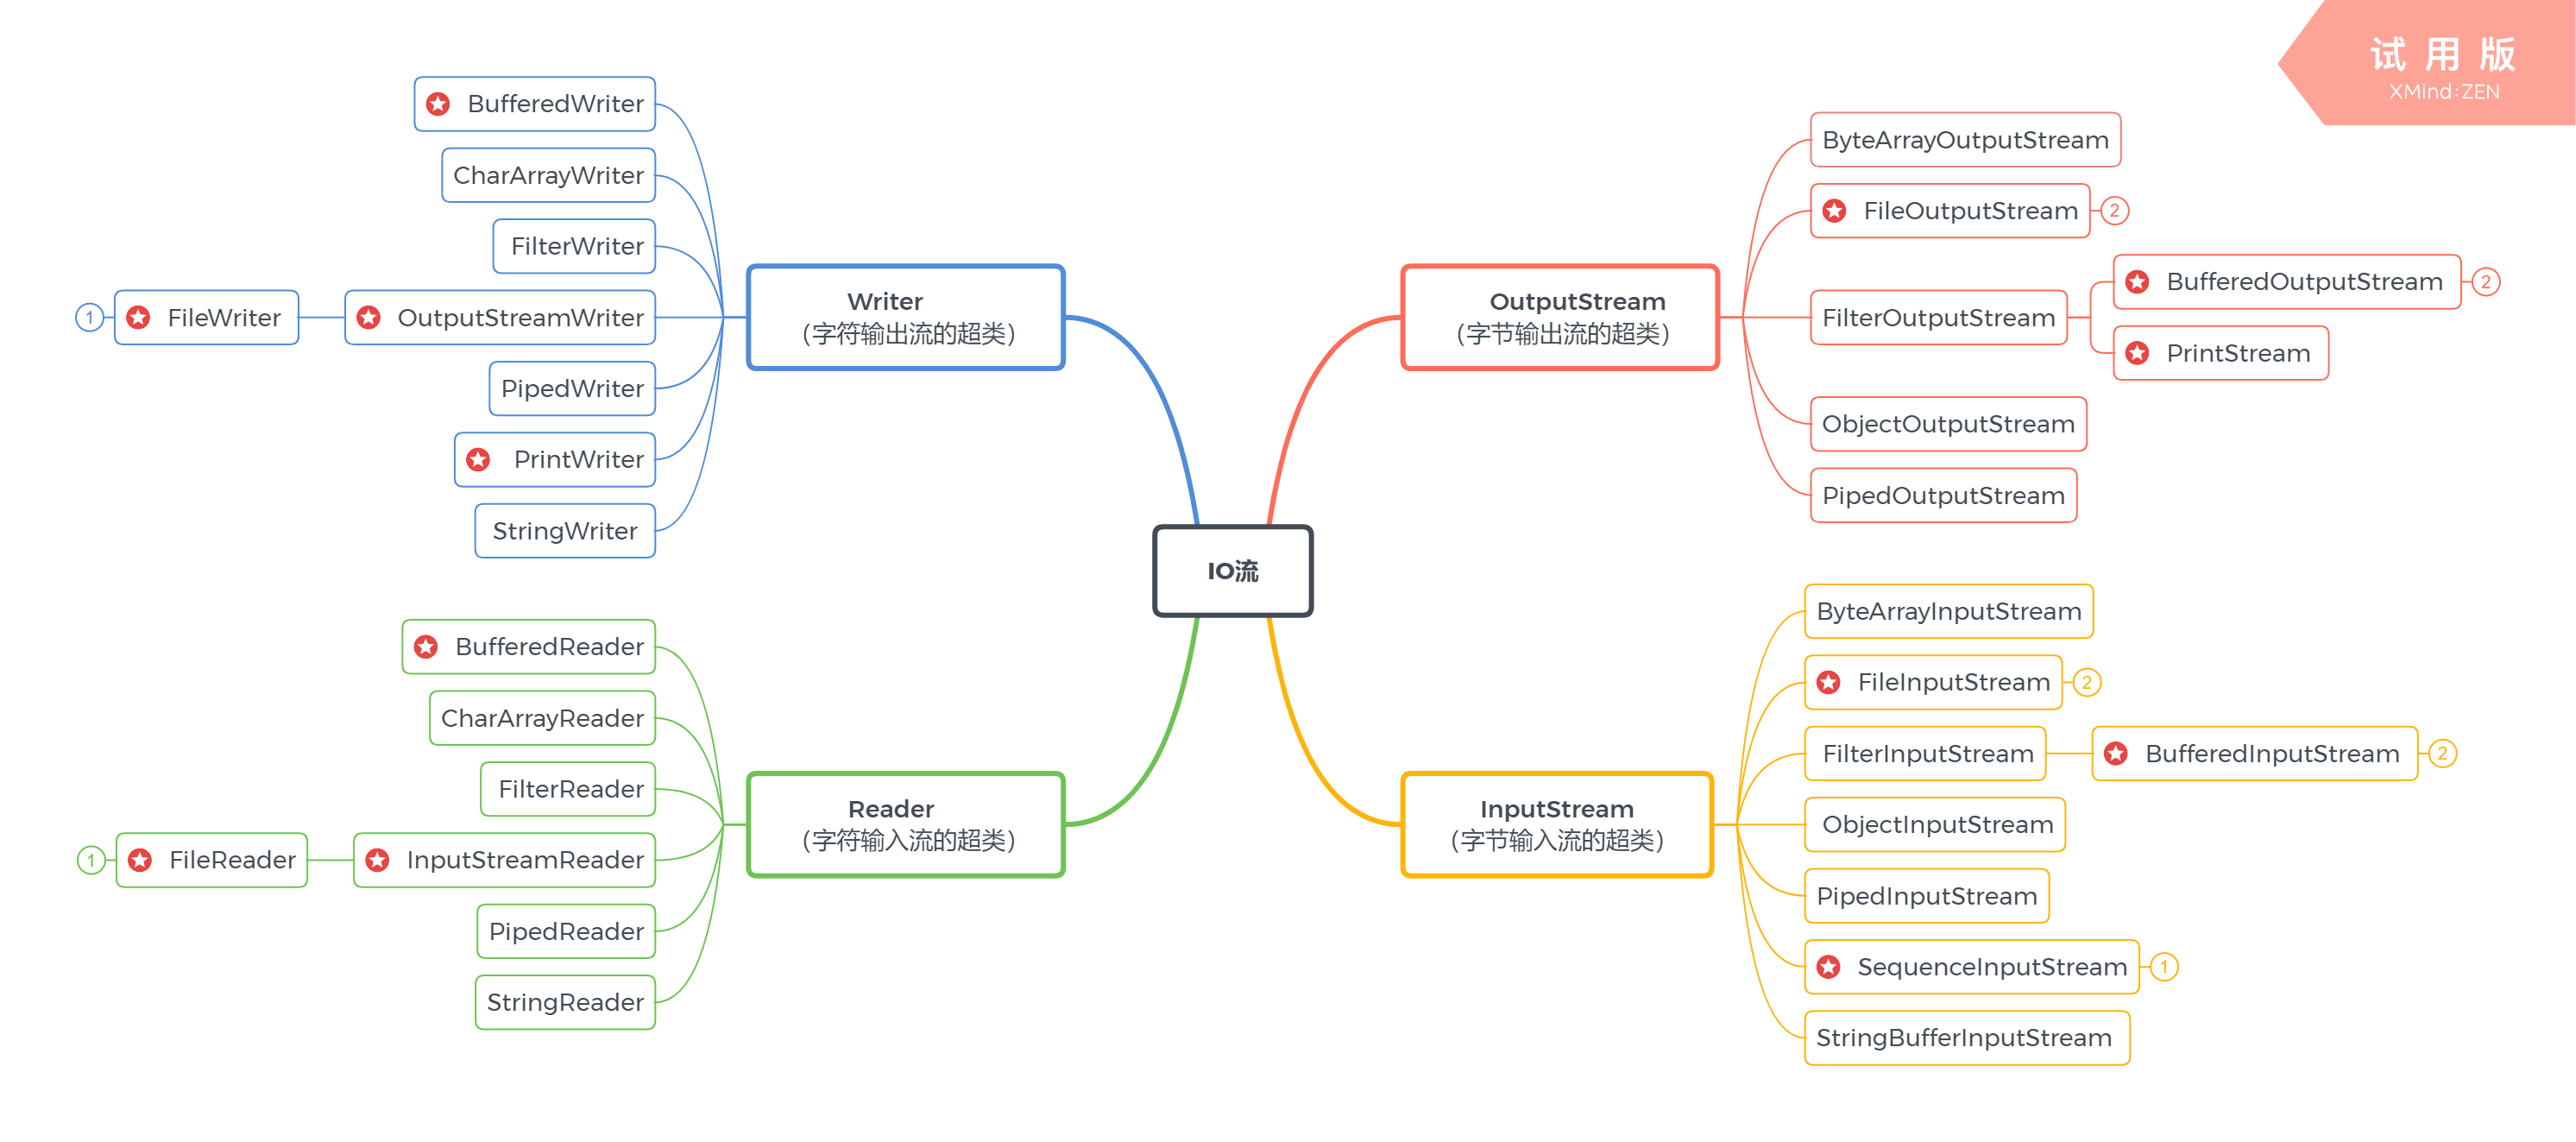 试用版
XMind:ZEN
IO流
Writer
（字符输出流的超类）
BufferedWriter
CharArrayWriter
FilterWriter
OutputStreamWriter
FileWriter
1
PipedWriter
PrintWriter
StringWriter
Reader
（字符输入流的超类）
BufferedReader
CharArrayReader
FilterReader
InputStreamReader
FileReader
1
PipedReader
StringReader
OutputStream
（字节输出流的超类）
ByteArrayOutputStream
FileOutputStream
2
FilterOutputStream
BufferedOutputStream
2
PrintStream
ObjectOutputStream
PipedOutputStream
InputStream
（字节输入流的超类）
ByteArrayInputStream
FileInputStream
2
FilterInputStream
BufferedInputStream
2
ObjectInputStream
PipedInputStream
SequenceInputStream
1
StringBufferInputStream